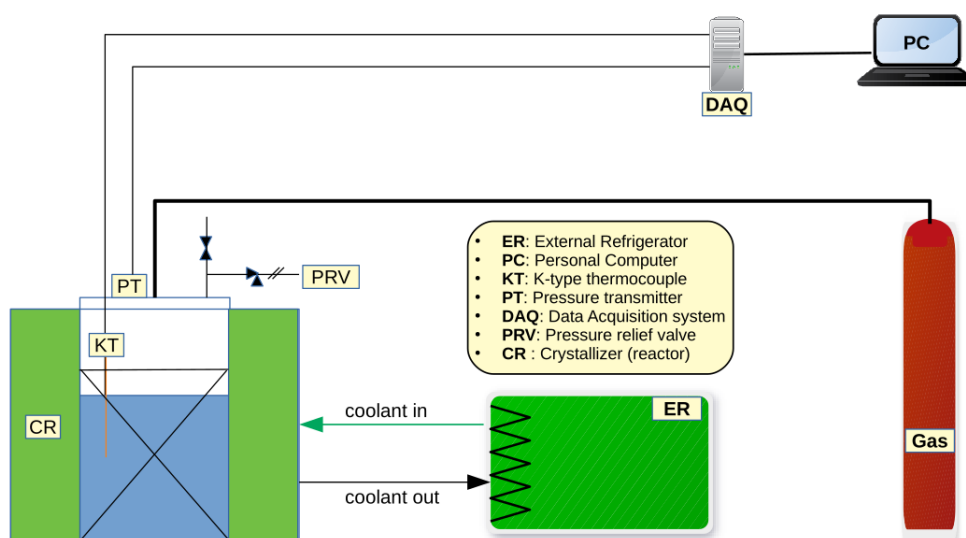 PC
DAQ
• ER: External Refrigerator
• PC: Personal Computer
• KT: K-type thermocouple
• PT: Pressure transmitter
• DAQ: Data Acquisition system
• PRV: Pressure relief valve
• CR : Crystallizer (reactor)
PT
PRV
KT
CR
coolant in
coolant out
ER
Gas